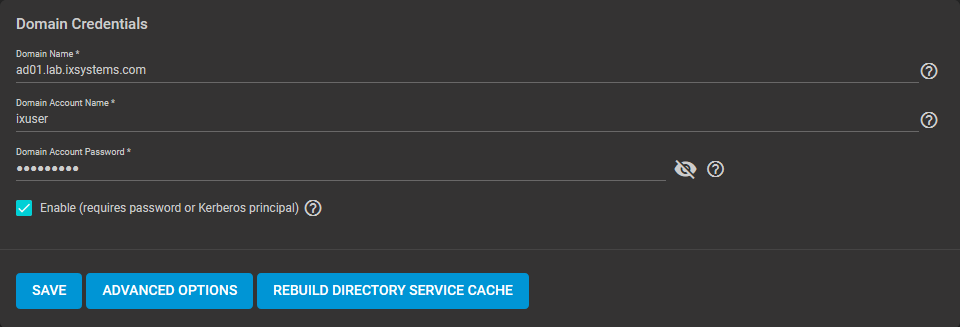 Domain Credentials
Domain Name *
ad01.lab.ixsystems.com
Domain Account Name *
ixuser
Domain Account Password *
●●●●●●●●●
Enable (requires password or Kerberos principal)
SAVE ADVANCED OPTIONS REBUILD DIRECTORY SERVICE CACHE